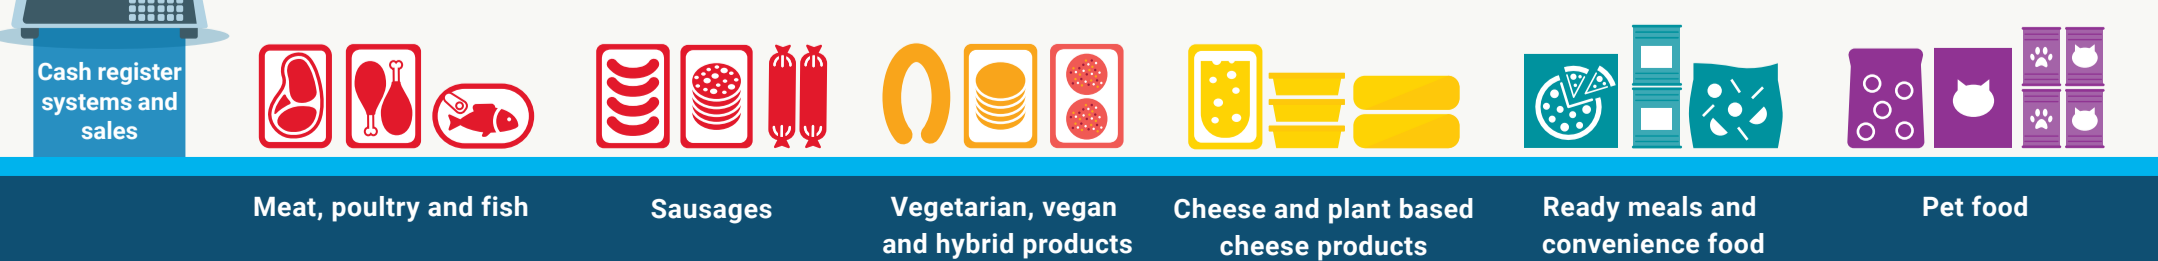 Cash register
systems and
sales
Meat, poultry and fish
Sausages
Vegetarian, vegan
and hybrid products
Cheese and plant based
cheese products
Ready meals and
convenience food
Pet food